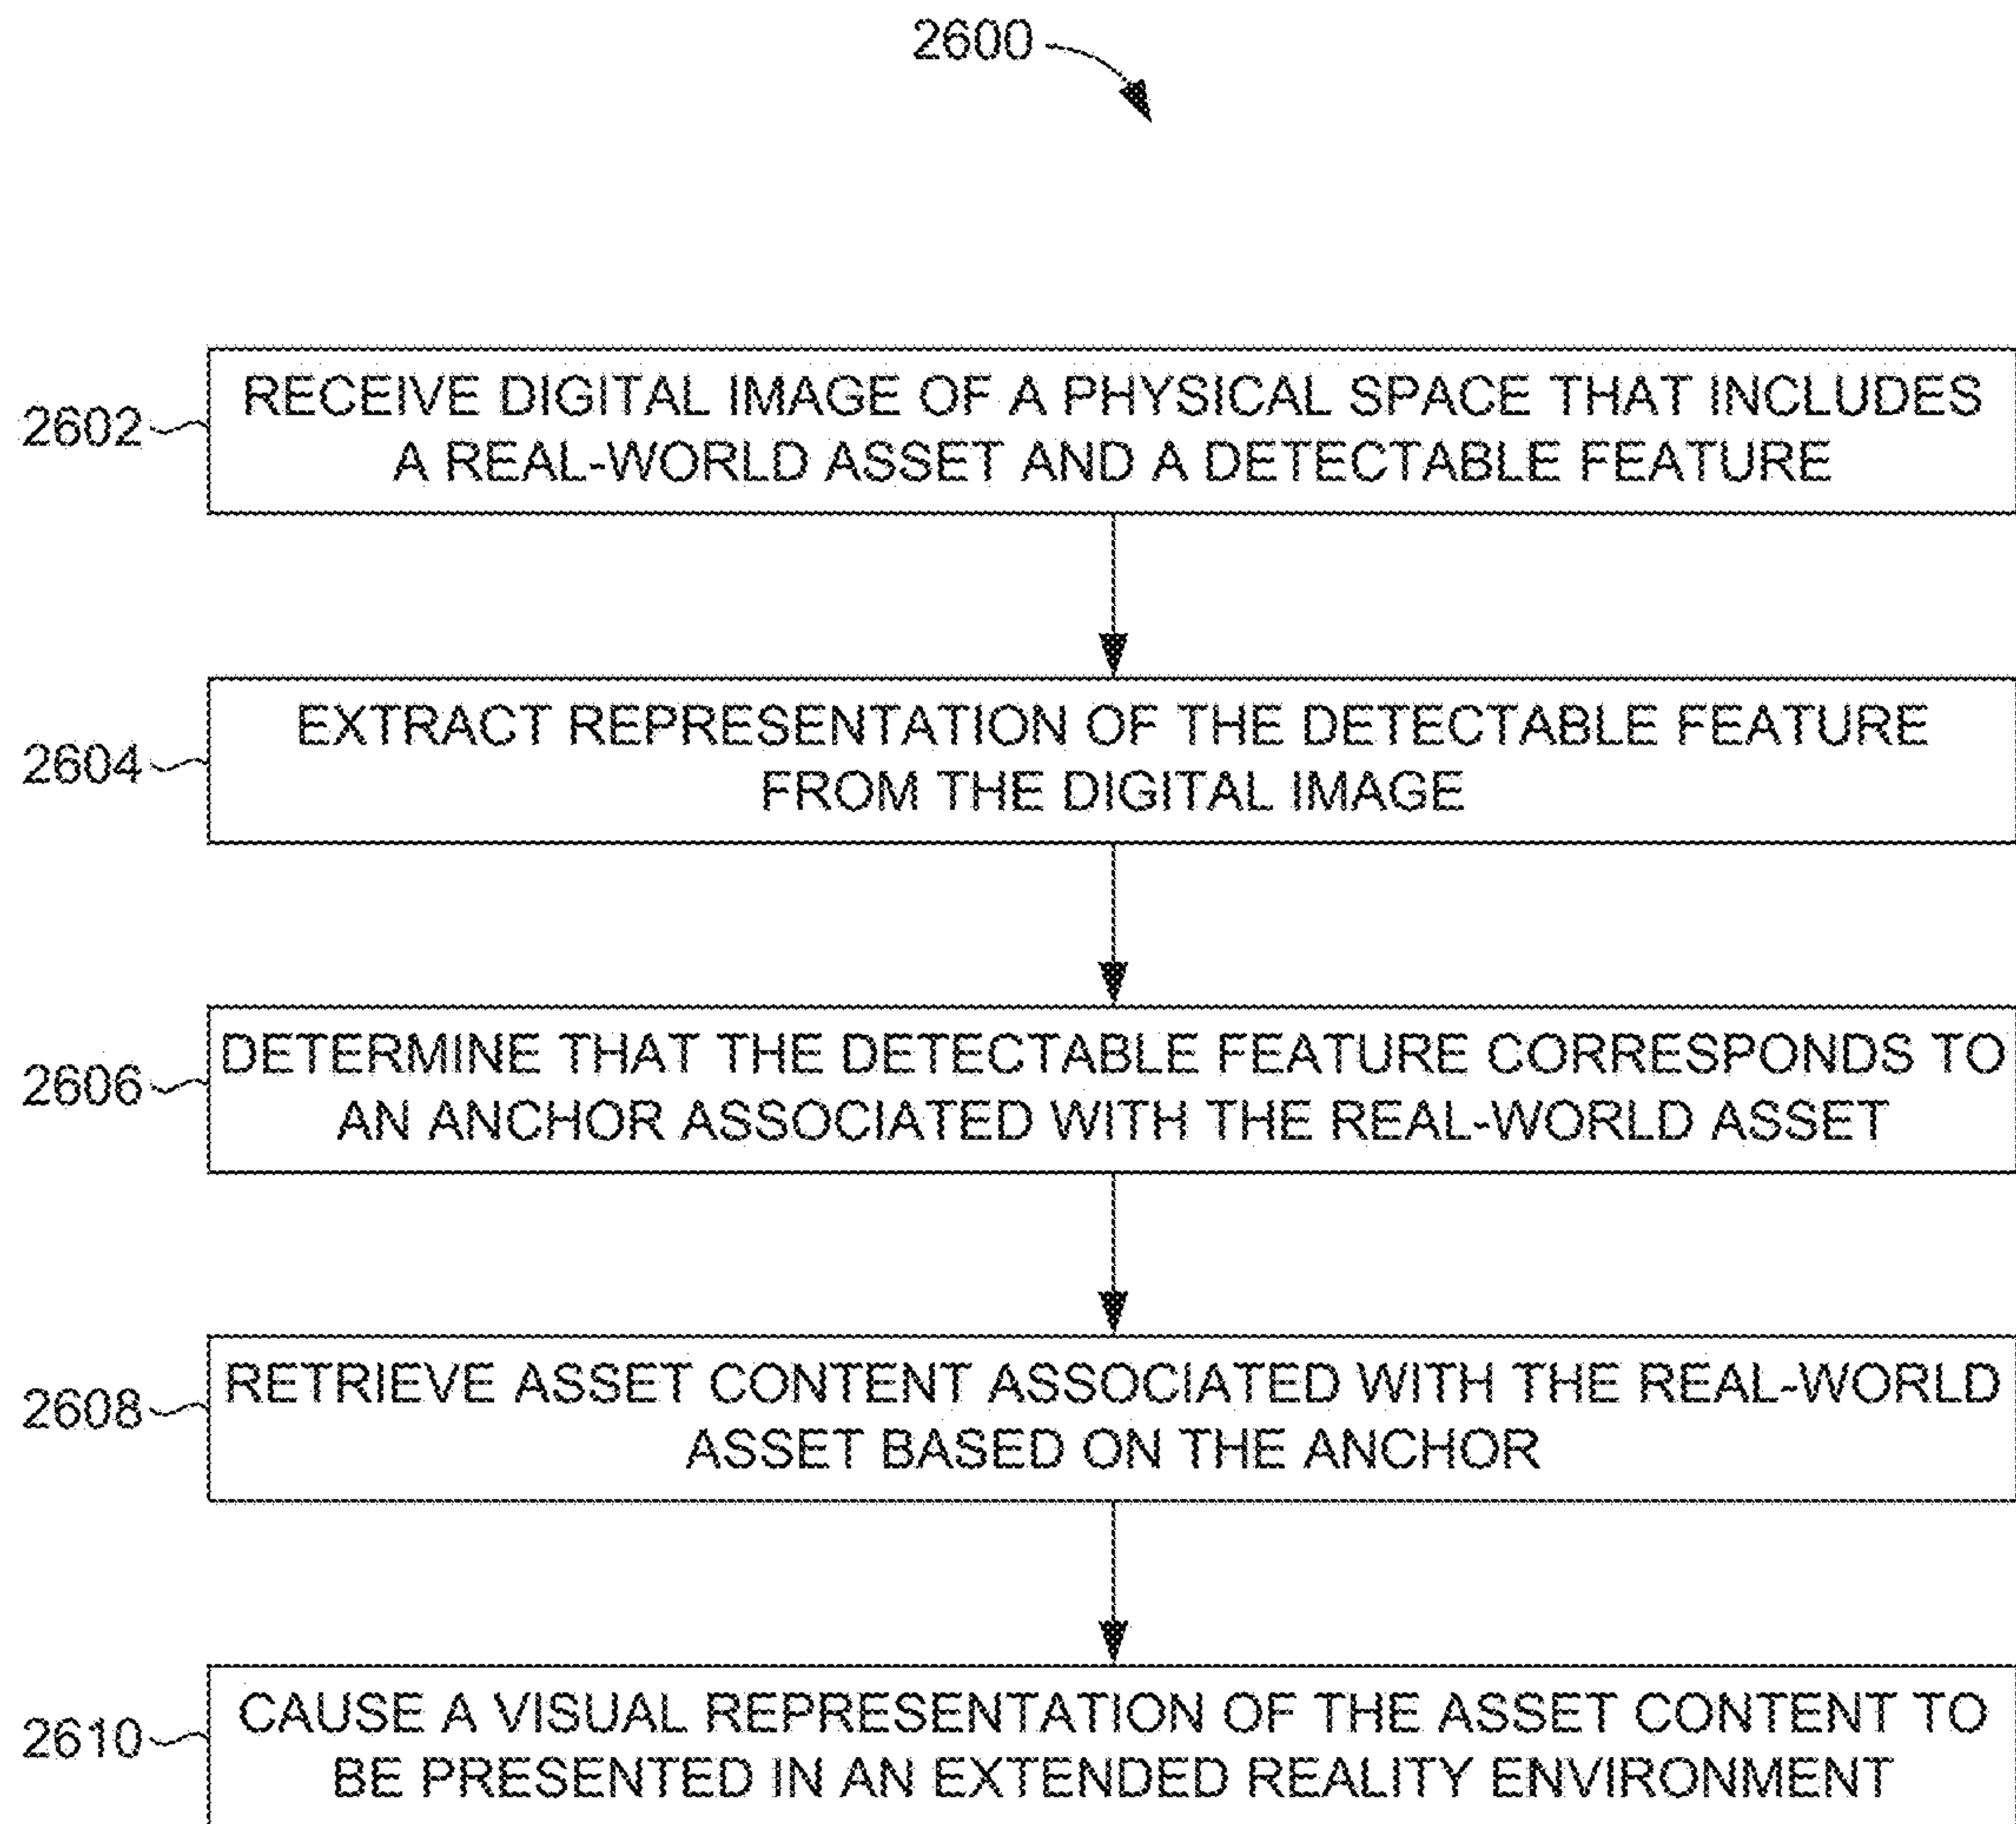 2600
2602
RECEIVE DIGITAL IMAGE OF A PHYSICAL SPACE THAT INCLUDES
A REAL-WORLD ASSET AND A DETECTABLE FEATURE
2604
EXTRACT REPRESENTATION OF THE DETECTABLE FEATURE
FROM THE DIGITAL IMAGE
2606
DETERMINE THAT THE DETECTABLE FEATURE CORRESPONDS TO
AN ANCHOR ASSOCIATED WITH THE REAL-WORLD ASSET
2608
RETRIEVE ASSET CONTENT ASSOCIATED WITH THE REAL-WORLD
ASSET BASED ON THE ANCHOR
2610
CAUSE A VISUAL REPRESENTATION OF THE ASSET CONTENT TO
BE PRESENTED IN AN EXTENDED REALITY ENVIRONMENT